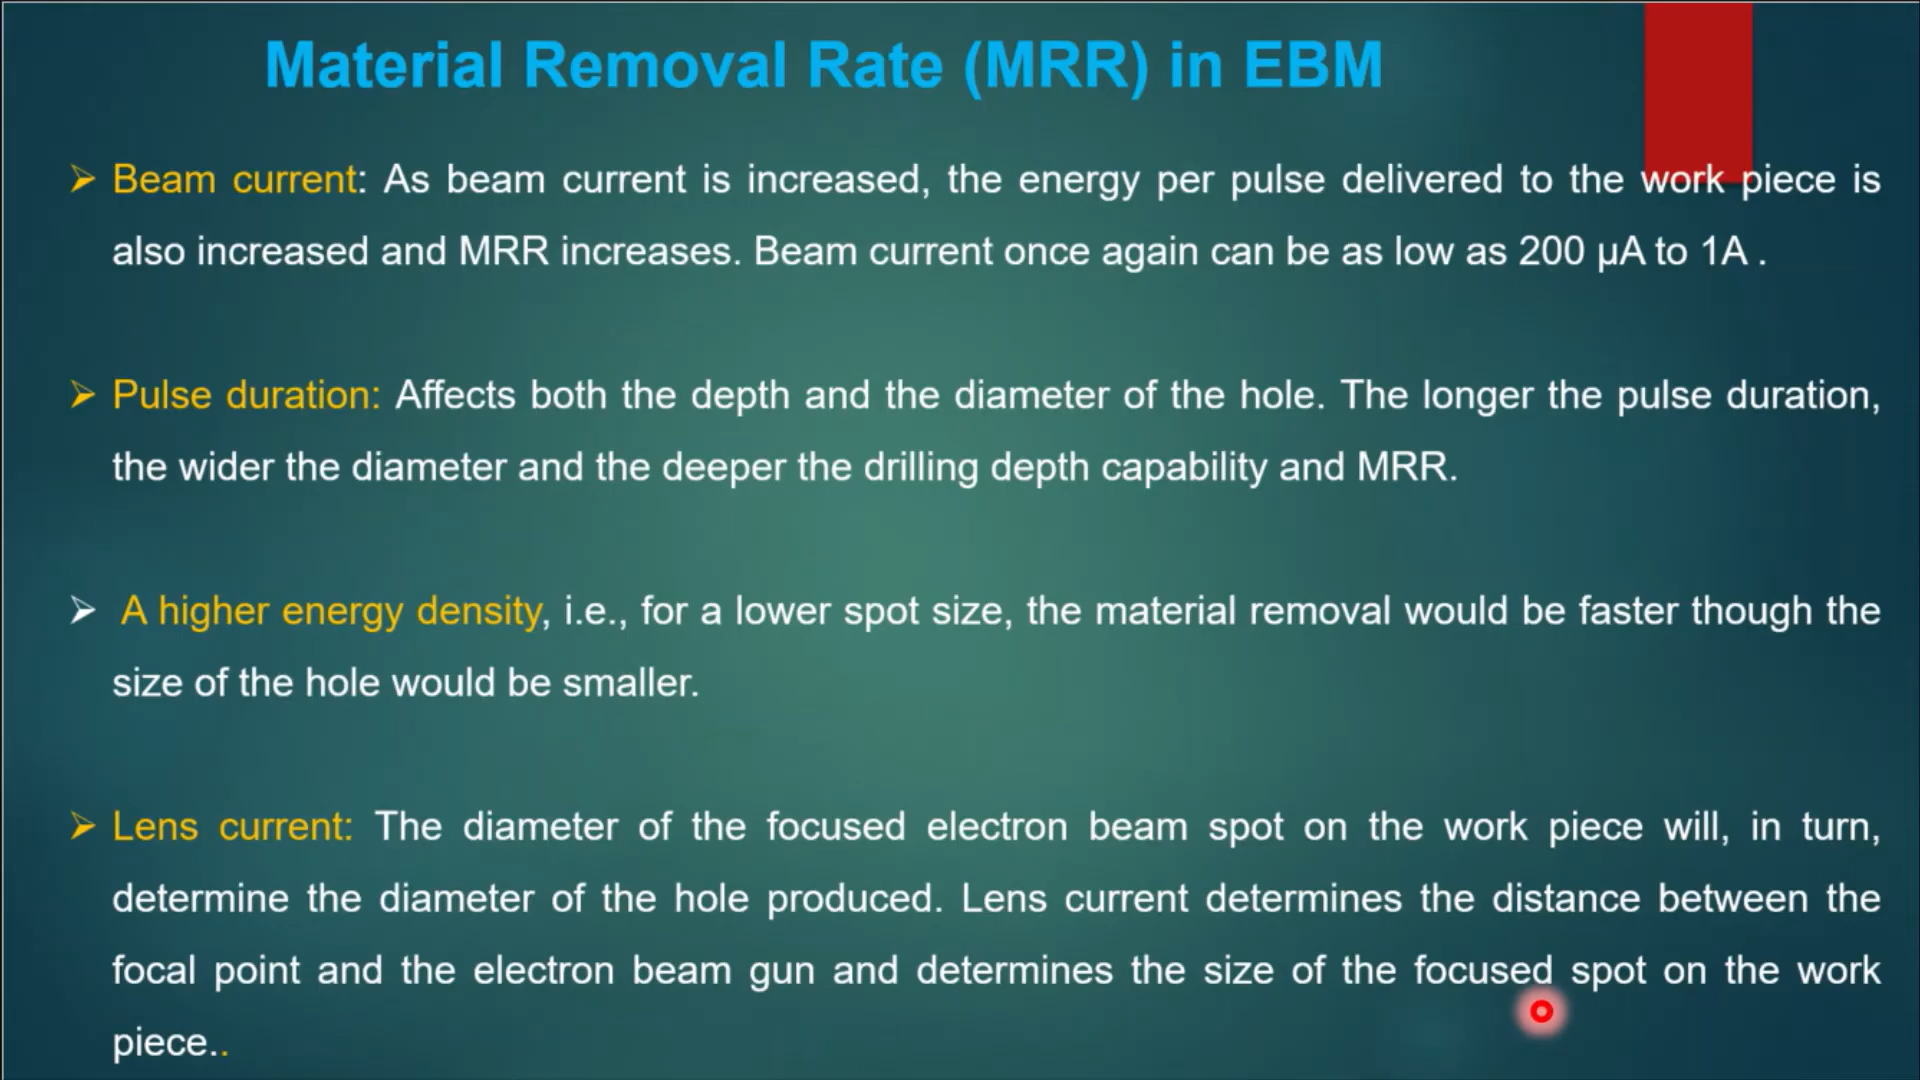 Material Removal Rate (MRR) in EBM
➢ Beam current: As beam current is increased, the energy per pulse delivered to the work piece is
also increased and MRR increases. Beam current once again can be as low as 200 µA to 1A .
➢ Pulse duration: Affects both the depth and the diameter of the hole. The longer the pulse duration,
the wider the diameter and the deeper the drilling depth capability and MRR.
➢ A higher energy density, i.e., for a lower spot size, the material removal would be faster though the
size of the hole would be smaller.
➢ Lens current: The diameter of the focused electron beam spot on the work piece will, in turn,
determine the diameter of the hole produced. Lens current determines the distance between the
focal point and the electron beam gun and determines the size of the focused spot on the work
piece..